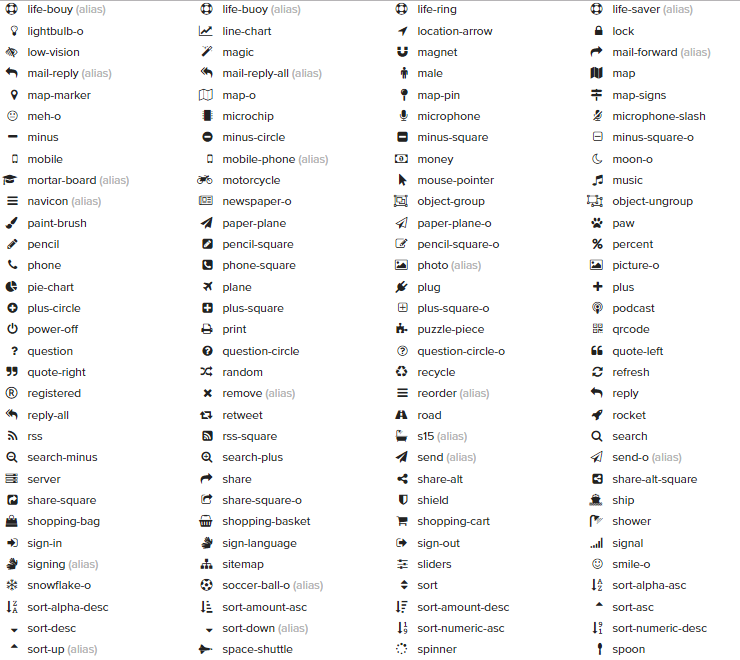 life-bouy (alias) life-buoy (alias) life-ring life-saver (alias)
lightbulb-o line-chart location-arrow lock
low-vision magic magnet mail-forward (alias)
mail-reply (alias) mail-reply-all (alias) male map
map-marker map-o map-pin map-signs
meh-o microchip microphone microphone-slash
minus minus-circle minus-square minus-square-o
mobile mobile-phone (alias) money moon-o
mortar-board (alias) motorcycle mouse-pointer music
navicon (alias) newspaper-o object-group object-ungroup
paint-brush paper-plane paper-plane-o paw
pencil pencil-square pencil-square-o percent
phone phone-square photo (alias) picture-o
pie-chart plane plug plus
plus-circle plus-square plus-square-o podcast
power-off print puzzle-piece qrcode
question question-circle question-circle-o quote-left
quote-right random recycle refresh
registered remove (alias) reorder (alias) reply
reply-all retweet road rocket
rss rss-square s15 (alias) search
search-minus search-plus send (alias) send-o (alias)
server share share-alt share-alt-square
share-square share-square-o shield ship
shopping-bag shopping-basket shopping-cart shower
sign-in sign-language sign-out signal
signing (alias) sitemap sliders smile-o
snowflake-o soccer-ball-o (alias) sort sort-alpha-asc
sort-alpha-desc sort-amount-asc sort-amount-desc sort-asc
sort-desc sort-down (alias) sort-numeric-asc sort-numeric-desc
sort-up (alias) space-shuttle spinner spoon